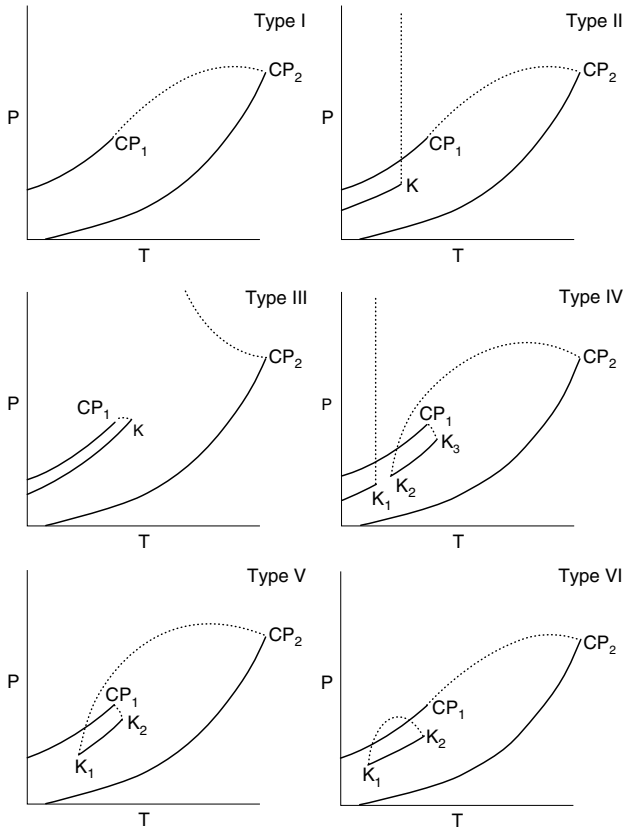 Type I
P
CP₁
CP₂
T
Type II
P
CP₁
CP₂
K
T
Type III
P
CP₁
K
CP₂
T
Type IV
P
CP₁
CP₂
K₁
K₂
K₃
T
Type V
P
CP₁
CP₂
K₁
K₂
T
Type VI
P
CP₁
CP₂
K₁
K₂
T